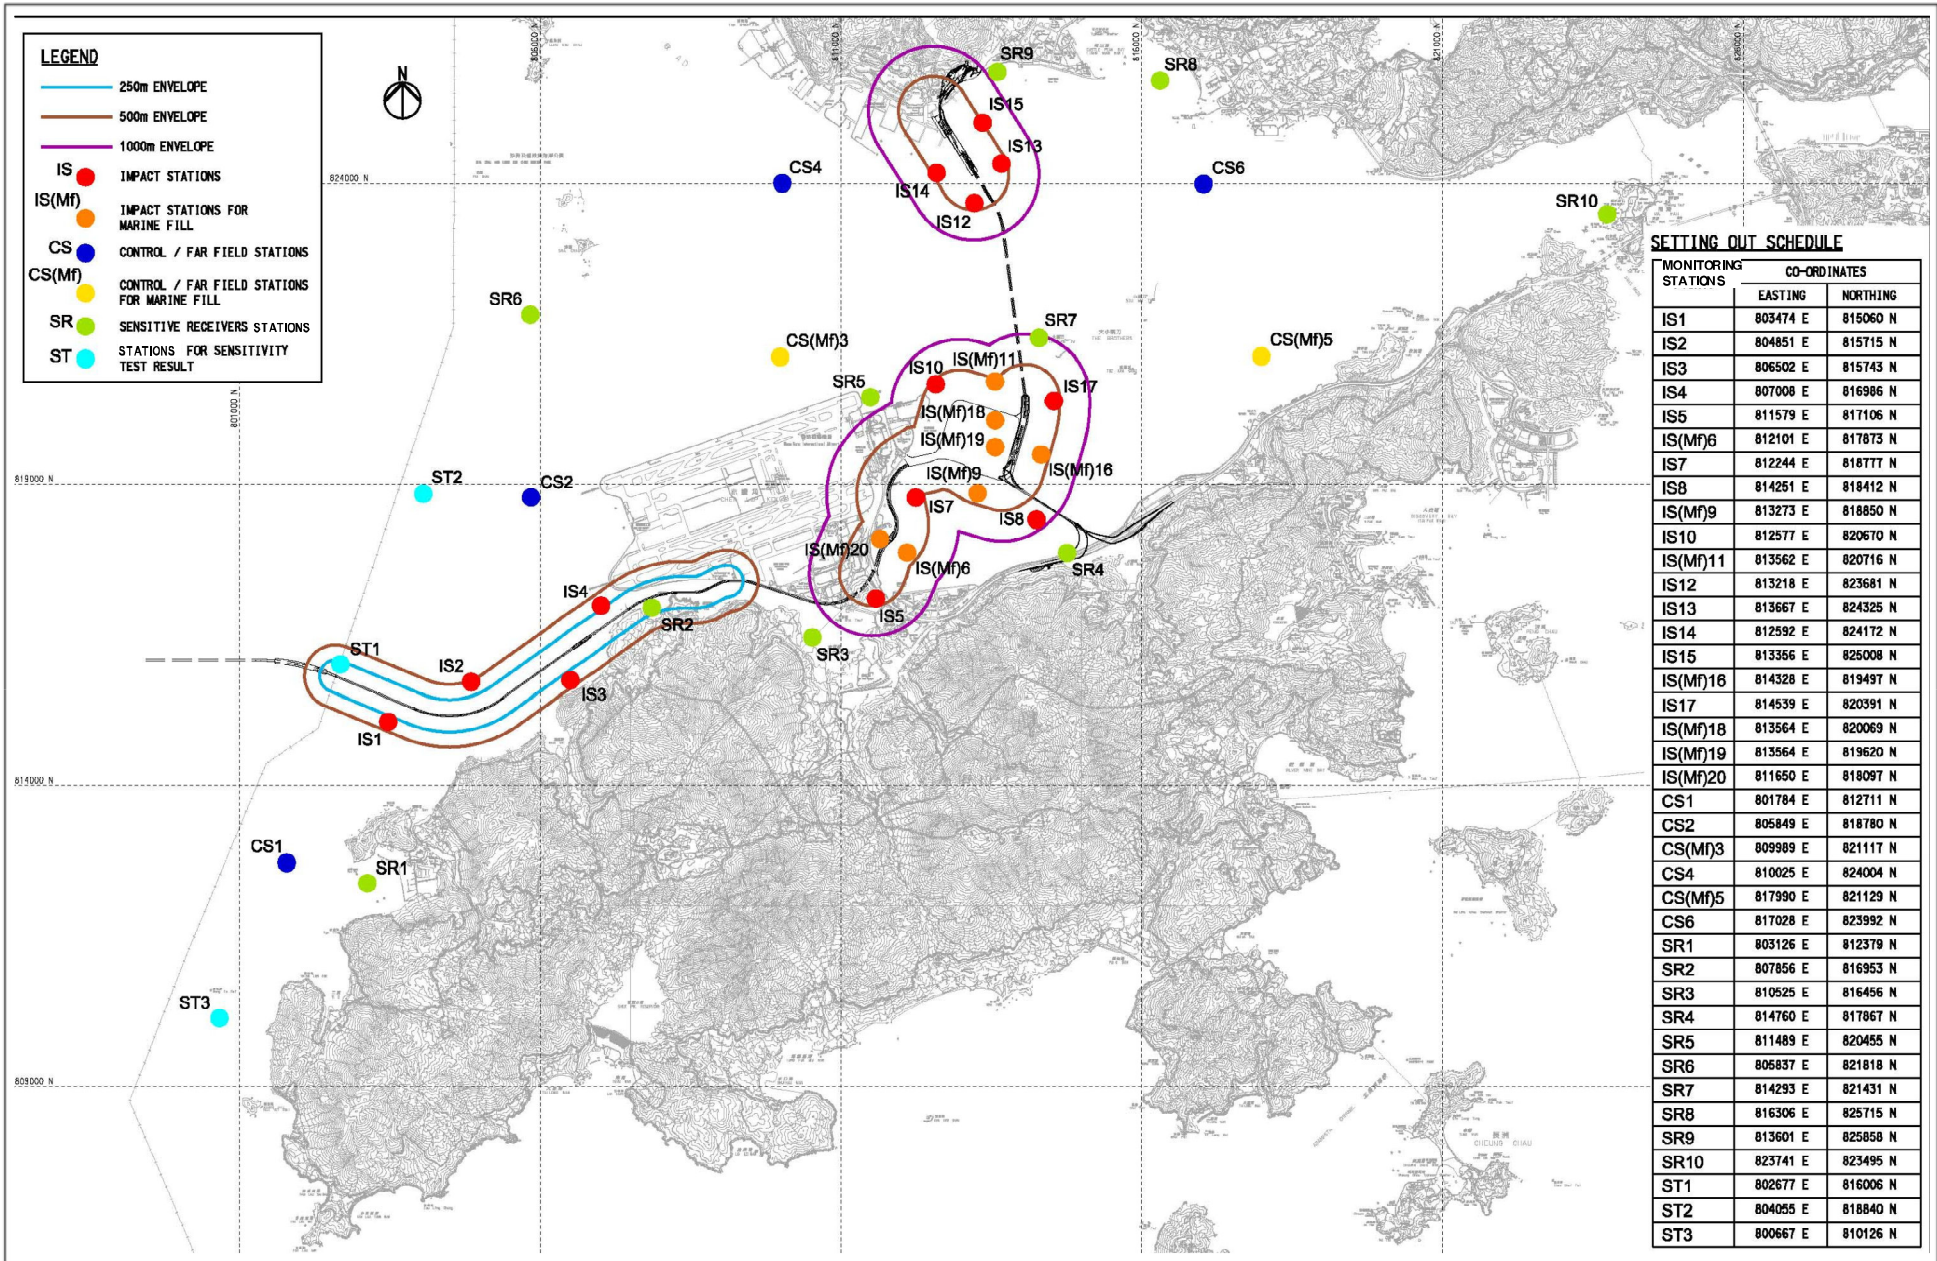 LEGEND
250m ENVELOPE
500m ENVELOPE
1000m ENVELOPE
IS
IMPACT STATIONS
IS(Mf)
IMPACT STATIONS FOR
MARINE FILL
CS
CONTROL / FAR FIELD STATIONS
CS(Mf)
CONTROL / FAR FIELD STATIONS
FOR MARINE FILL
SR
SENSITIVE RECEIVERS STATIONS
ST
STATIONS FOR SENSITIVITY
TEST RESULT
N
806000 N
811000 N
816000 N
821000 N
826000 N
801000 N
824000 N
819000 N
814000 N
809000 N
SR9
SR8
IS15
IS13
CS4
CS6
IS14
IS12
SR10
SR6
SR7
CS(Mf)3
IS(Mf)11
CS(Mf)5
IS10
SR5
IS17
IS(Mf)18
IS(Mf)19
IS(Mf)16
IS(Mf)9
ST2
CS2
IS7
IS8
IS(Mf)20
IS(Mf)6
SR4
IS4
IS5
SR2
SR3
ST1
IS2
IS3
IS1
CS1
SR1
ST3
CHEUNG CHAU
SETTING OUT SCHEDULE
MONITORING STATIONS CO-ORDINATES
EASTING NORTHING
IS1 803474 E 815060 N
IS2 804851 E 815715 N
IS3 806502 E 815743 N
IS4 807008 E 816986 N
IS5 811579 E 817106 N
IS(Mf)6 812101 E 817873 N
IS7 812244 E 818777 N
IS8 814251 E 818412 N
IS(Mf)9 813273 E 818850 N
IS10 812577 E 820670 N
IS(Mf)11 813562 E 820716 N
IS12 813218 E 823681 N
IS13 813667 E 824325 N
IS14 812592 E 824172 N
IS15 813356 E 825008 N
IS(Mf)16 814328 E 819497 N
IS17 814539 E 820391 N
IS(Mf)18 813564 E 820069 N
IS(Mf)19 813564 E 819620 N
IS(Mf)20 811650 E 818097 N
CS1 801784 E 812711 N
CS2 805849 E 818780 N
CS(Mf)3 809989 E 821117 N
CS4 810025 E 824004 N
CS(Mf)5 817990 E 821129 N
CS6 817028 E 823992 N
SR1 803126 E 812379 N
SR2 807856 E 816953 N
SR3 810525 E 816456 N
SR4 814760 E 817867 N
SR5 811489 E 820455 N
SR6 805837 E 821818 N
SR7 814293 E 821431 N
SR8 816306 E 825715 N
SR9 813601 E 825858 N
SR10 823741 E 823495 N
ST1 802677 E 816006 N
ST2 804055 E 818840 N
ST3 800667 E 810126 N